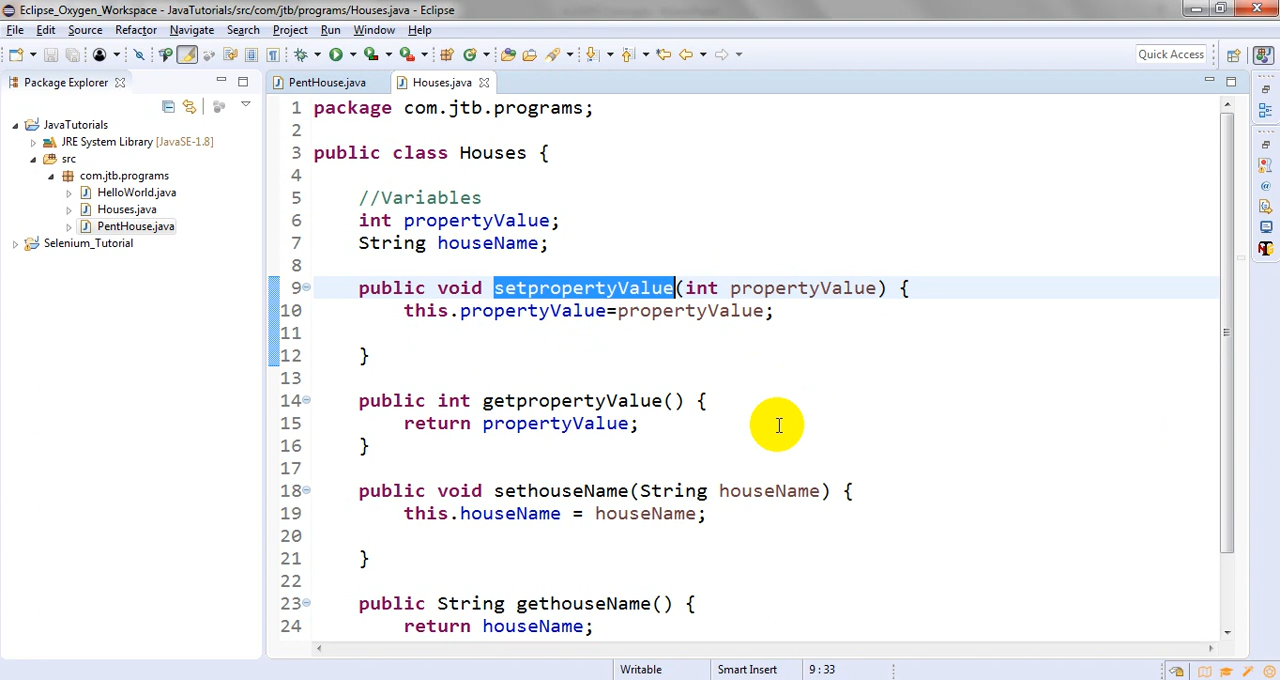 Eclipse_Oxygen_Workspace - JavaTutorials/src/com/jtb/programs/Houses.java - Eclipse
File Edit Source Refactor Navigate Search Project Run Window Help
Quick Access
Package Explorer
PentHouse.java
Houses.java
JavaTutorials
JRE System Library [JavaSE-1.8]
src
com.jtb.programs
HelloWorld.java
Houses.java
PentHouse.java
Selenium_Tutorial
1 package com.jtb.programs;
2
3 public class Houses {
4
5 //Variables
6 int propertyValue;
7 String houseName;
8
9 public void setpropertyValue(int propertyValue) {
10 this.propertyValue=propertyValue;
11
12 }
13
14 public int getpropertyValue() {
15 return propertyValue;
16 }
17
18 public void sethouseName(String houseName) {
19 this.houseName = houseName;
20
21 }
22
23 public String gethouseName() {
24 return houseName;
Writable Smart Insert 9 : 33